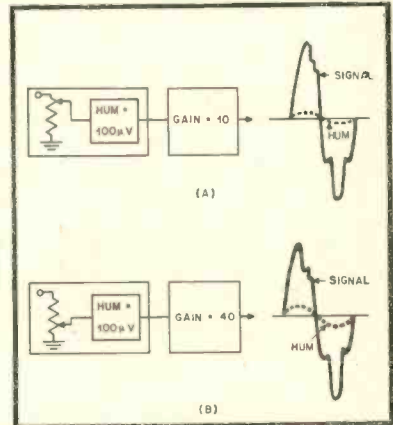 HUM =
100μV
GAIN = 10
SIGNAL
HUM
(A)
HUM =
100μV
GAIN = 40
SIGNAL
HUM
(B)